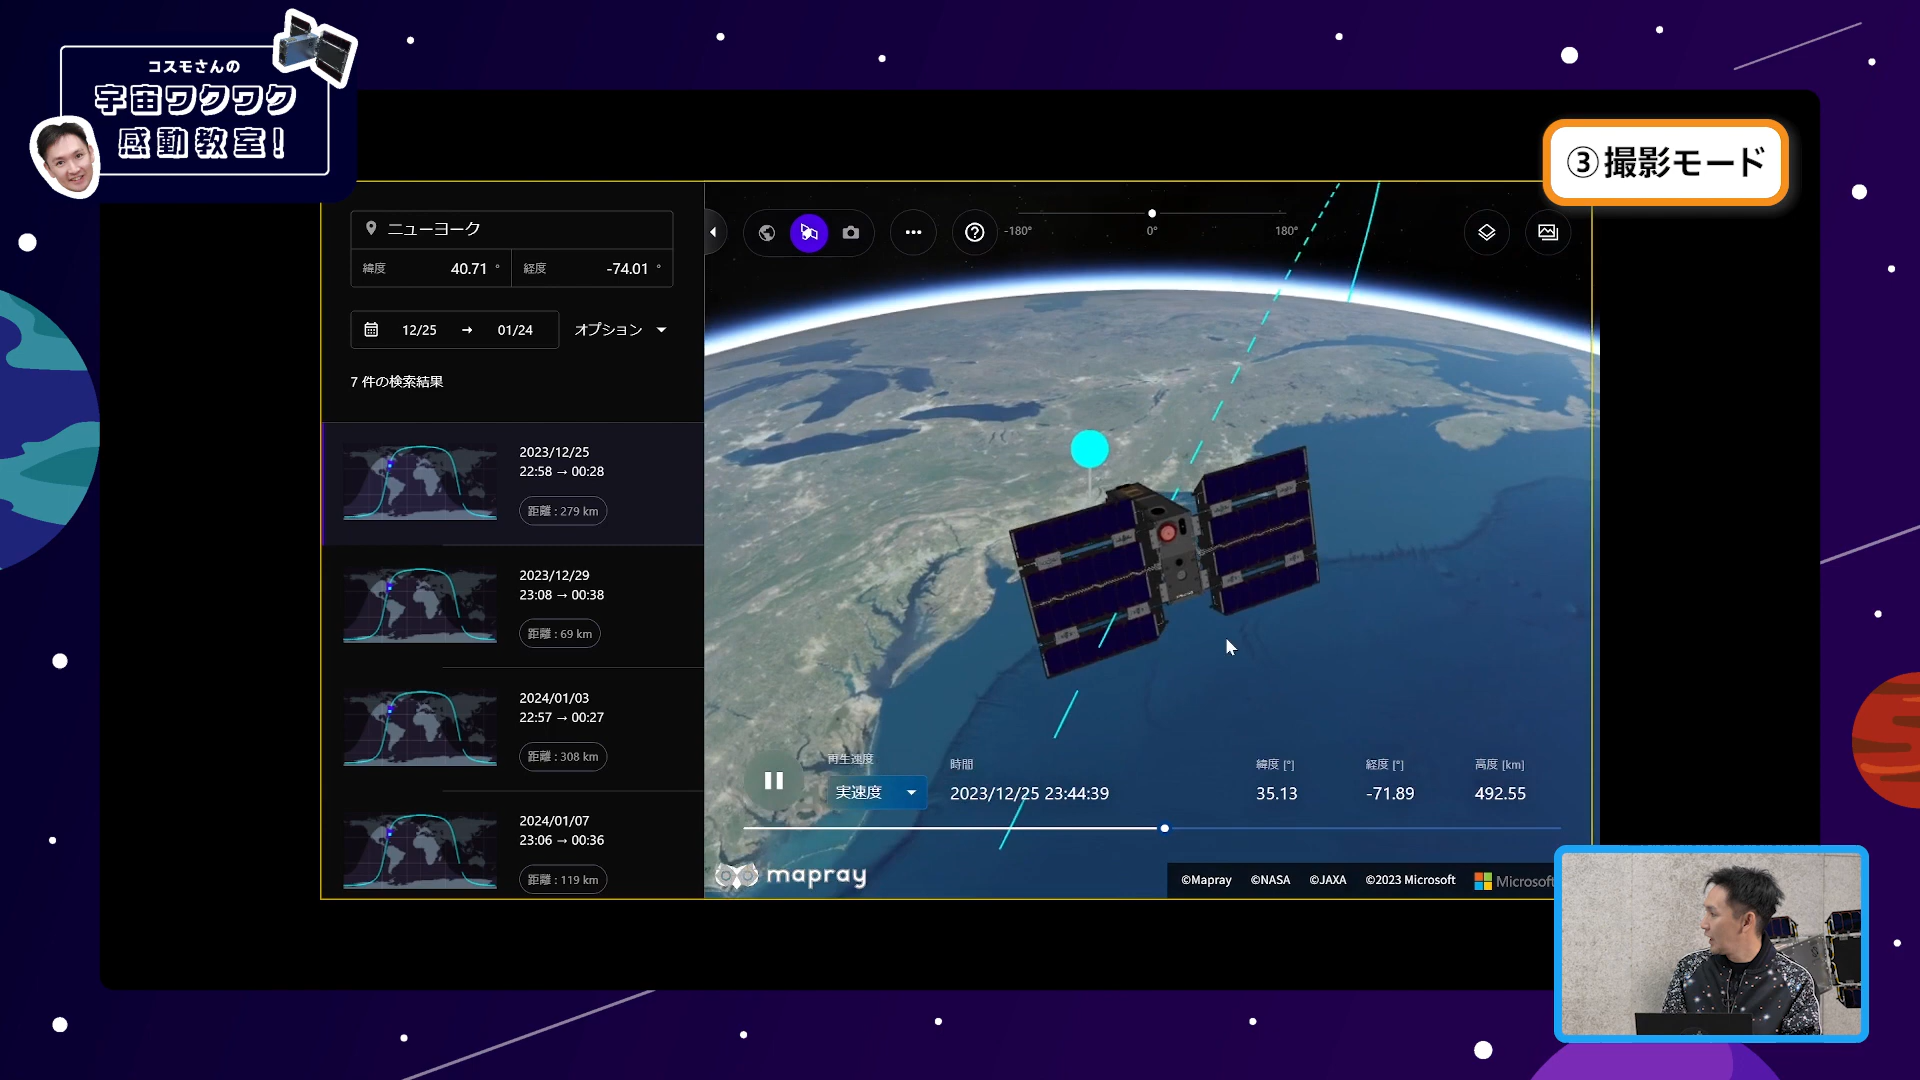 コスモさんの
宇宙ワクワク
感動教室!
③撮影モード
ニューヨーク
緯度 40.71 ° 経度 -74.01 °
12/25 → 01/24 オプション
7 件の検索結果
2023/12/25
22:58 → 00:28
距離 : 279 km
2023/12/29
23:08 → 00:38
距離 : 69 km
2024/01/03
22:57 → 00:27
距離 : 308 km
2024/01/07
23:06 → 00:36
距離 : 119 km
-180° 0° 180°
再生速度
実速度
時間
2023/12/25 23:44:39
緯度 [°]
35.13
経度 [°]
-71.89
高度 [km]
492.55
mapray
©Mapray ©NASA ©JAXA ©2023 Microsoft Microsoft